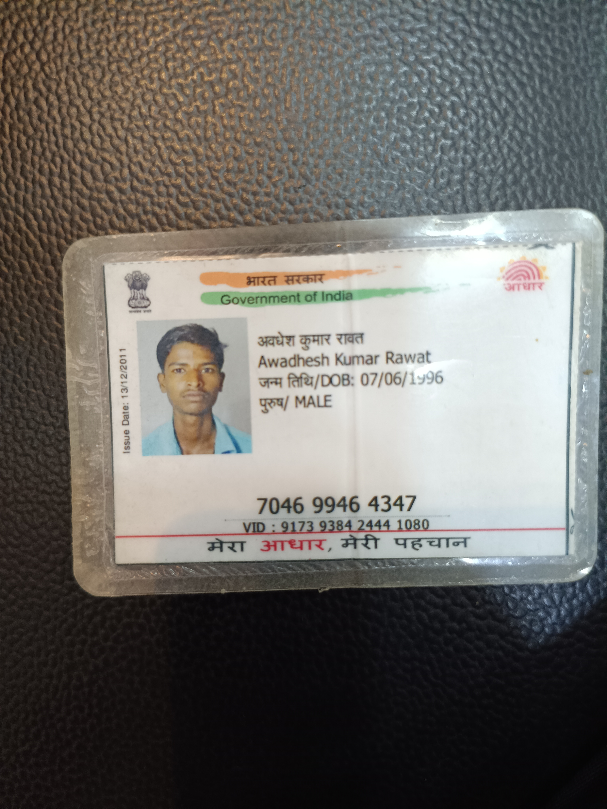 भारत सरकार
Government of India
आधार
Issue Date: 13/12/2011
अवधेश कुमार रावत
Awadhesh Kumar Rawat
जन्म तिथि/DOB: 07/06/1996
पुरुष/ MALE
7046 9946 4347
VID : 9173 9384 2444 1080
मेरा आधार, मेरी पहचान